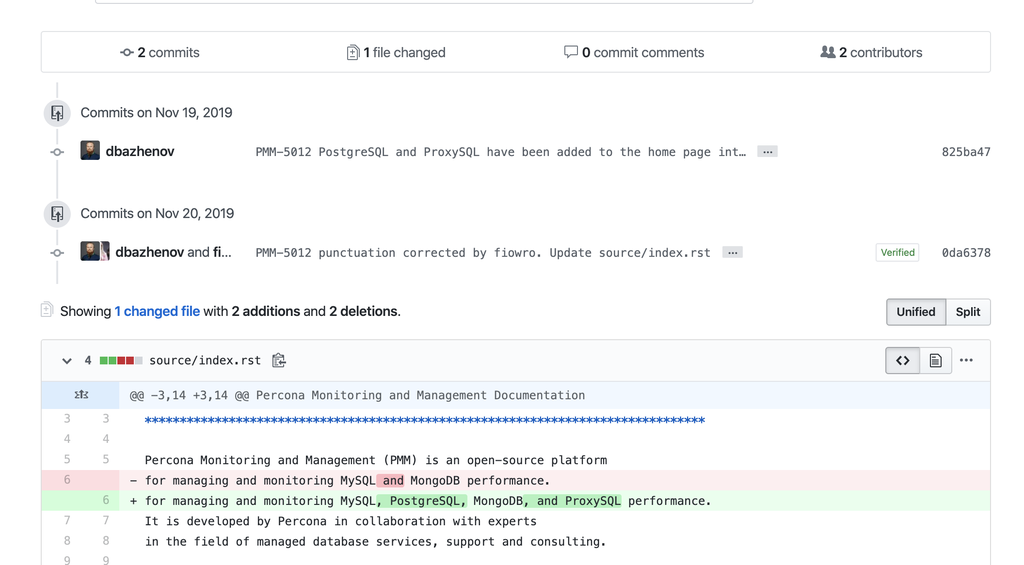 2 commits 1 file changed 0 commit comments 2 contributors
Commits on Nov 19, 2019
dbazhenov PMM-5012 PostgreSQL and ProxySQL have been added to the home page int… … 825ba47
Commits on Nov 20, 2019
dbazhenov and fi... PMM-5012 punctuation corrected by fiowro. Update source/index.rst … Verified 0da6378
Showing 1 changed file with 2 additions and 2 deletions. Unified Split
4 source/index.rst
@@ -3,14 +3,14 @@ Percona Monitoring and Management Documentation
3 3 ********************************************************************************
4 4
5 5 Percona Monitoring and Management (PMM) is an open-source platform
6 - for managing and monitoring MySQL and MongoDB performance.
6 + for managing and monitoring MySQL, PostgreSQL, MongoDB, and ProxySQL performance.
7 7 It is developed by Percona in collaboration with experts
8 8 in the field of managed database services, support and consulting.
9 9